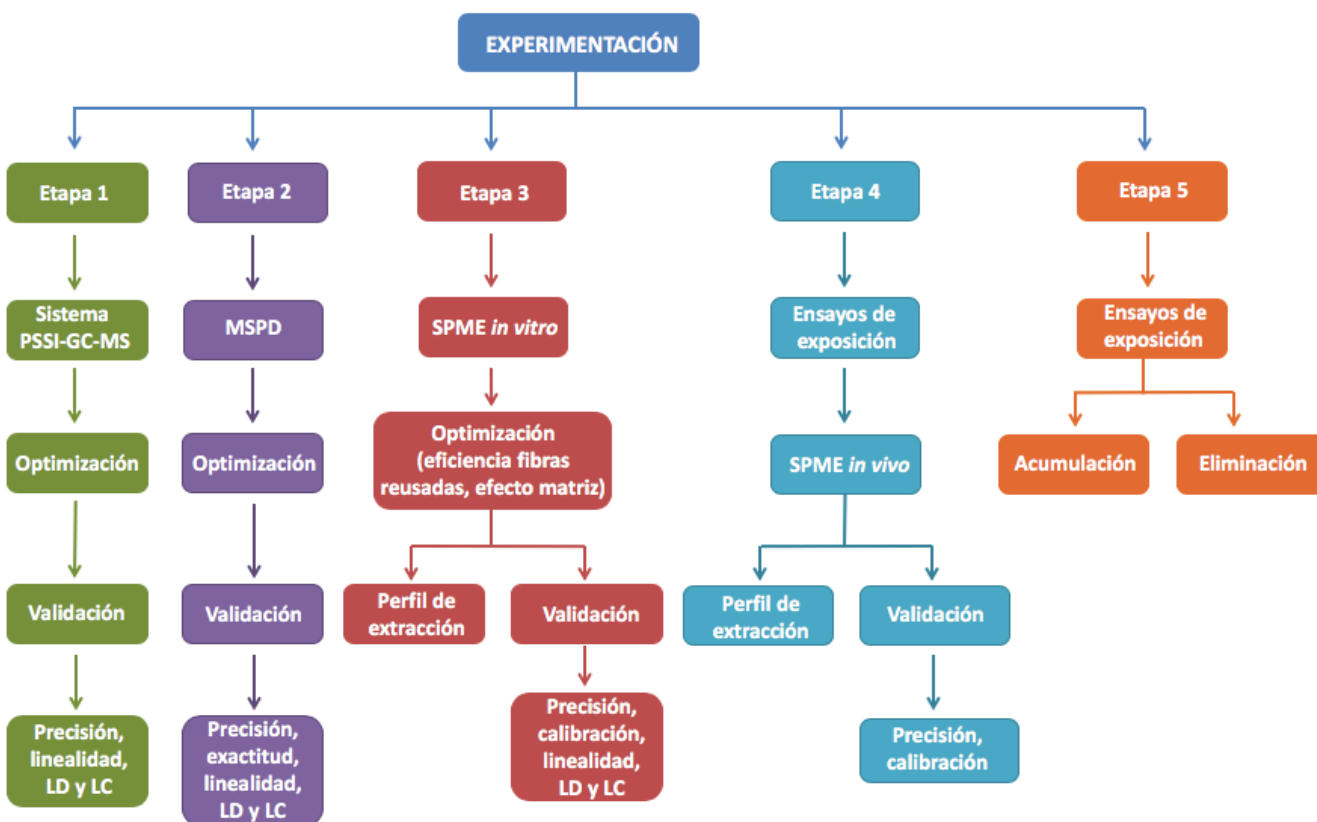 EXPERIMENTACIÓN
Etapa 1
Etapa 2
Etapa 3
Etapa 4
Etapa 5
Sistema
PSSI-GC-MS
MSPD
SPME in vitro
Ensayos de
exposición
Ensayos de
exposición
Optimización
Optimización
Optimización
(eficiencia fibras
reusadas, efecto matriz)
SPME in vivo
Acumulación
Eliminación
Validación
Validación
Perfil de
extracción
Validación
Perfil de
extracción
Validación
Precisión,
linealidad,
LD y LC
Precisión,
exactitud,
linealidad,
LD y LC
Precisión,
calibración,
linealidad,
LD y LC
Precisión,
calibración